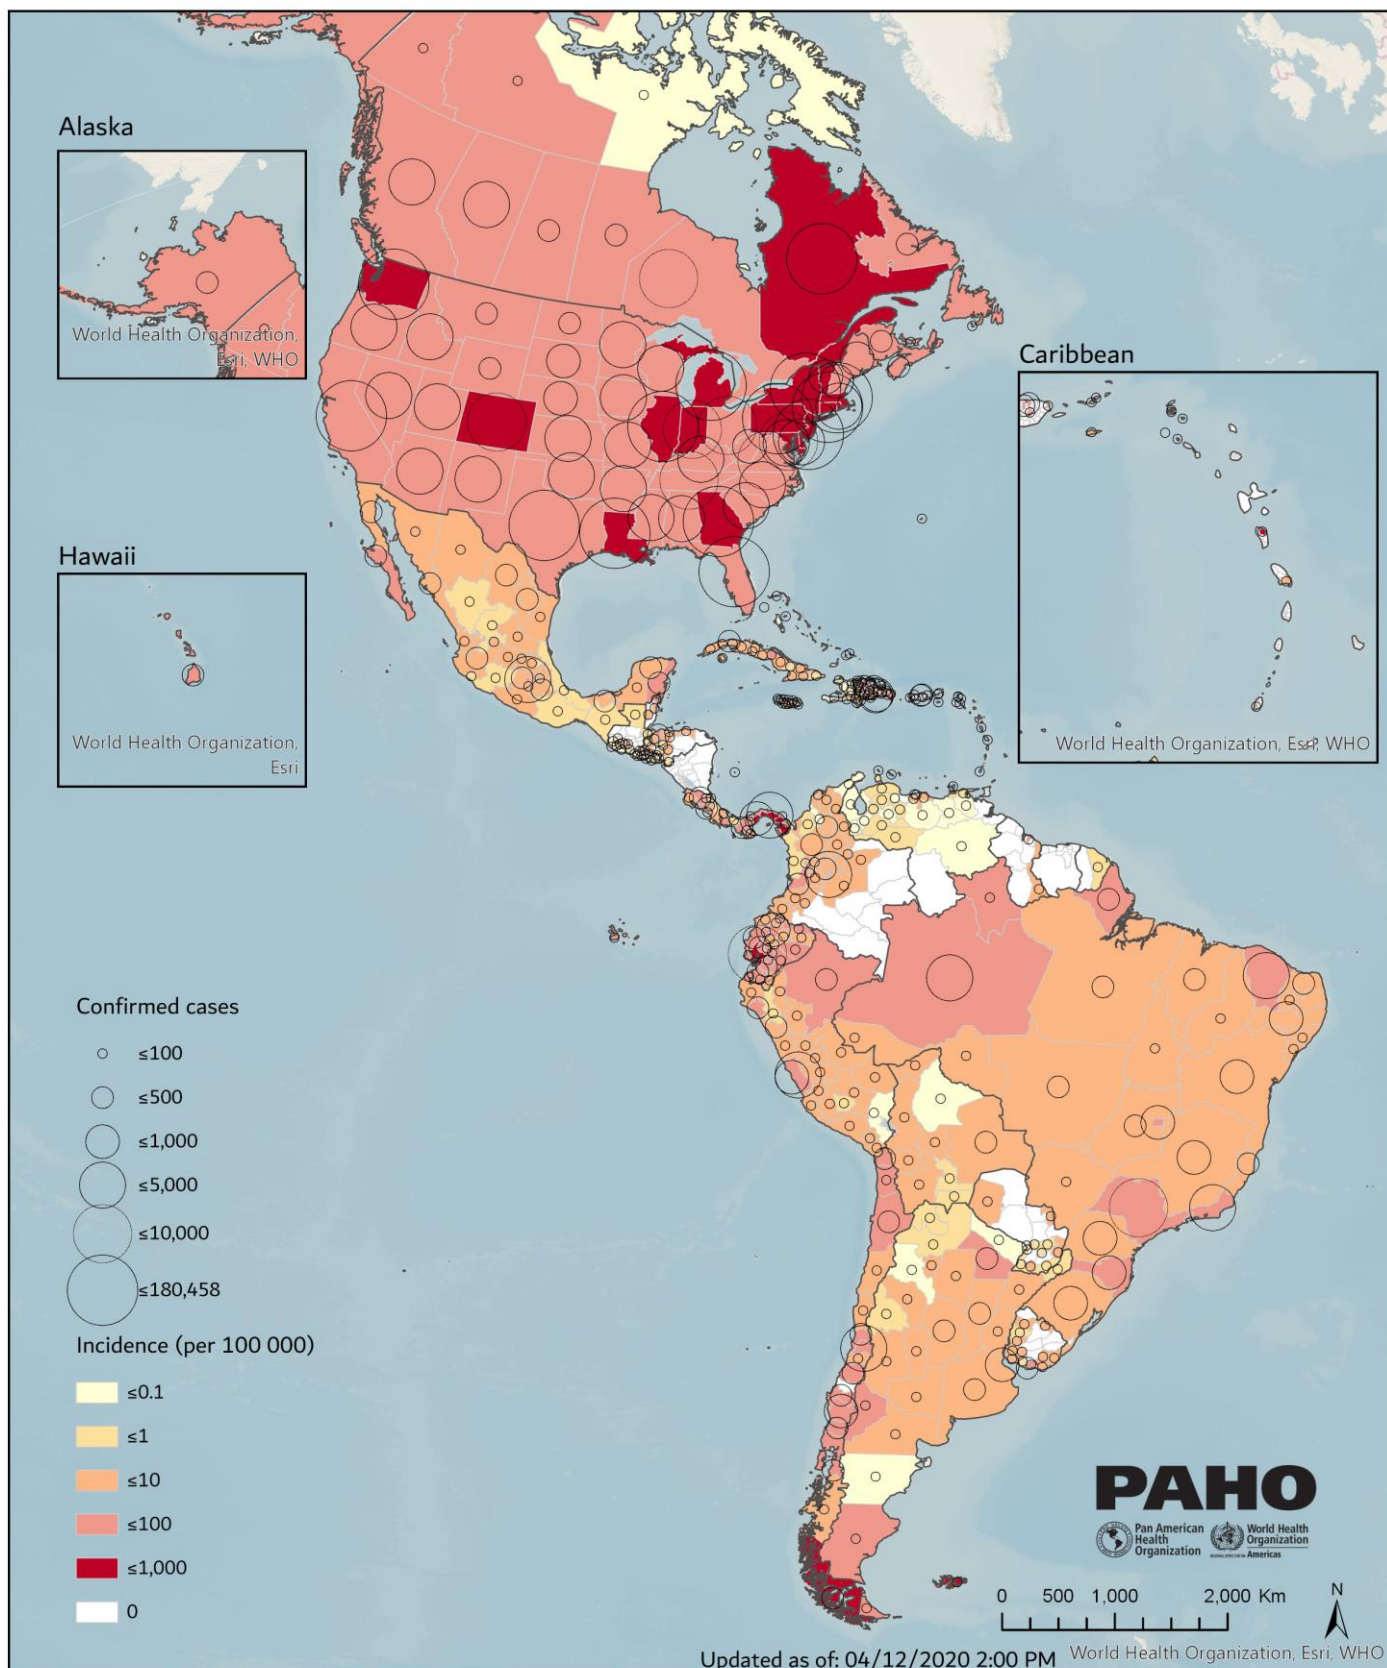 Alaska
World Health Organization,
Esri, WHO
Hawaii
World Health Organization,
Esri
Caribbean
World Health Organization, Esri, WHO
Confirmed cases
≤100
≤500
≤1,000
≤5,000
≤10,000
≤180,458
Incidence (per 100 000)
≤0.1
≤1
≤10
≤100
≤1,000
0
PAHO
Pan American
Health
Organization
World Health
Organization
Americas
0 500 1,000 2,000 Km
N
Updated as of: 04/12/2020 2:00 PM
World Health Organization, Esri, WHO